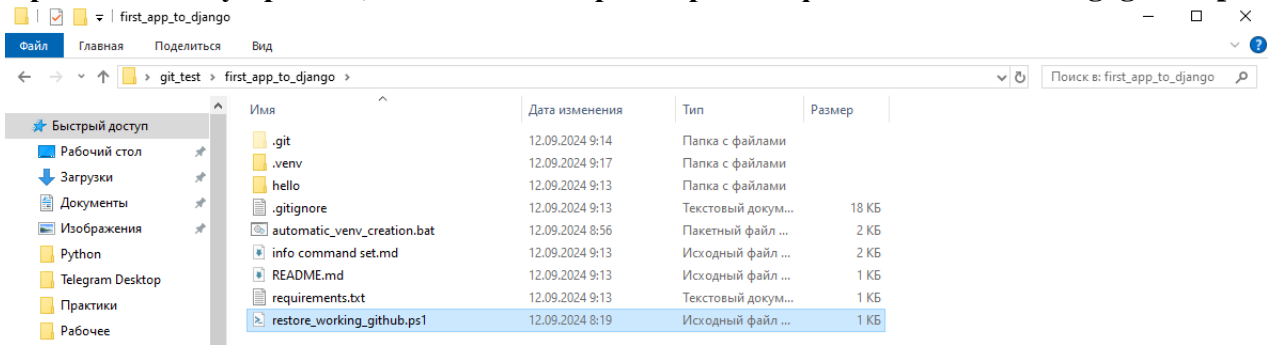 first_app_to_django
Файл Главная Поделиться Вид
git_test › first_app_to_django ›
Поиск в: first_app_to_django
Имя Дата изменения Тип Размер
Быстрый доступ
Рабочий стол
Загрузки
Документы
Изображения
Python
Telegram Desktop
Практики
Рабочее
.git 12.09.2024 9:14 Папка с файлами
.venv 12.09.2024 9:17 Папка с файлами
hello 12.09.2024 9:13 Папка с файлами
.gitignore 12.09.2024 9:13 Текстовый докум... 18 КБ
automatic_venv_creation.bat 12.09.2024 8:56 Пакетный файл ... 2 КБ
info command set.md 12.09.2024 9:13 Исходный файл ... 2 КБ
README.md 12.09.2024 9:13 Исходный файл ... 1 КБ
requirements.txt 12.09.2024 9:13 Текстовый докум... 1 КБ
restore_working_github.ps1 12.09.2024 8:19 Исходный файл ... 1 КБ